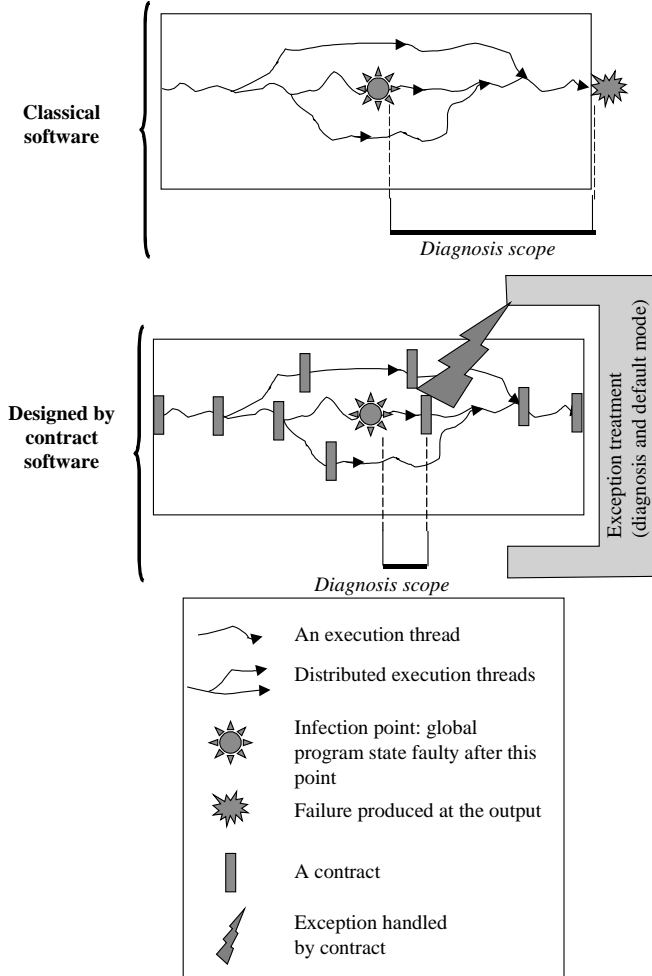 Classical
software
Diagnosis scope
Designed by
contract
software
Exception treatment
(diagnosis and default mode)
Diagnosis scope
An execution thread
Distributed execution threads
Infection point: global
program state faulty after this
point
Failure produced at the output
A contract
Exception handled
by contract